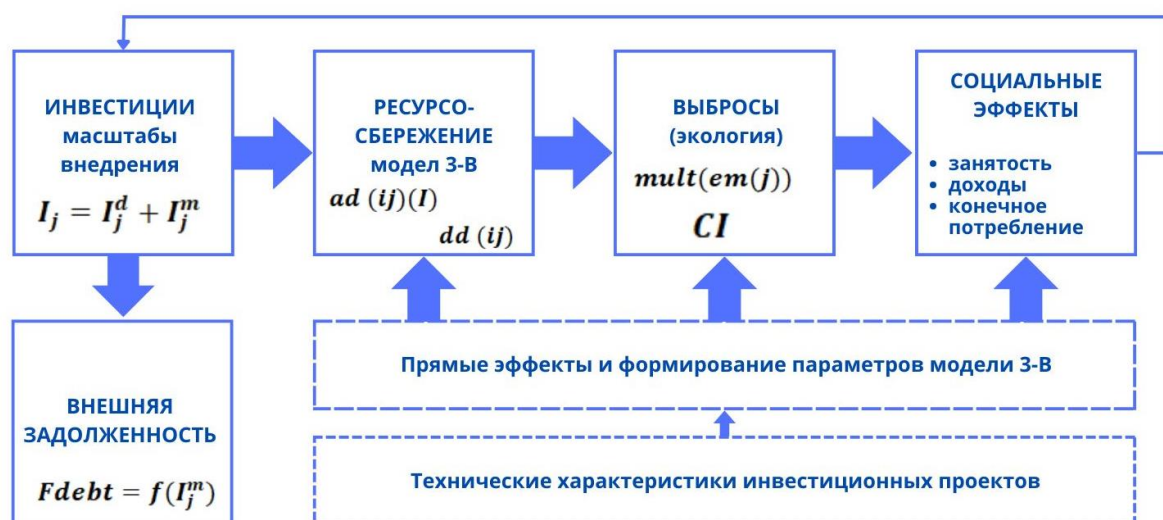 ИНВЕСТИЦИИ
масштабы
внедрения
I_j = I_j^d + I_j^m
РЕСУРСО-
СБЕРЕЖЕНИЕ
модел 3-В
ad (ij)(I)
dd (ij)
ВЫБРОСЫ
(экология)
mult(em(j))
CI
СОЦИАЛЬНЫЕ
ЭФФЕКТЫ
• занятость
• доходы
• конечное
потребление
ВНЕШНЯЯ
ЗАДОЛЖЕННОСТЬ
Fdebt = f(I_j^m)
Прямые эффекты и формирование параметров модели 3-В
Технические характеристики инвестиционных проектов